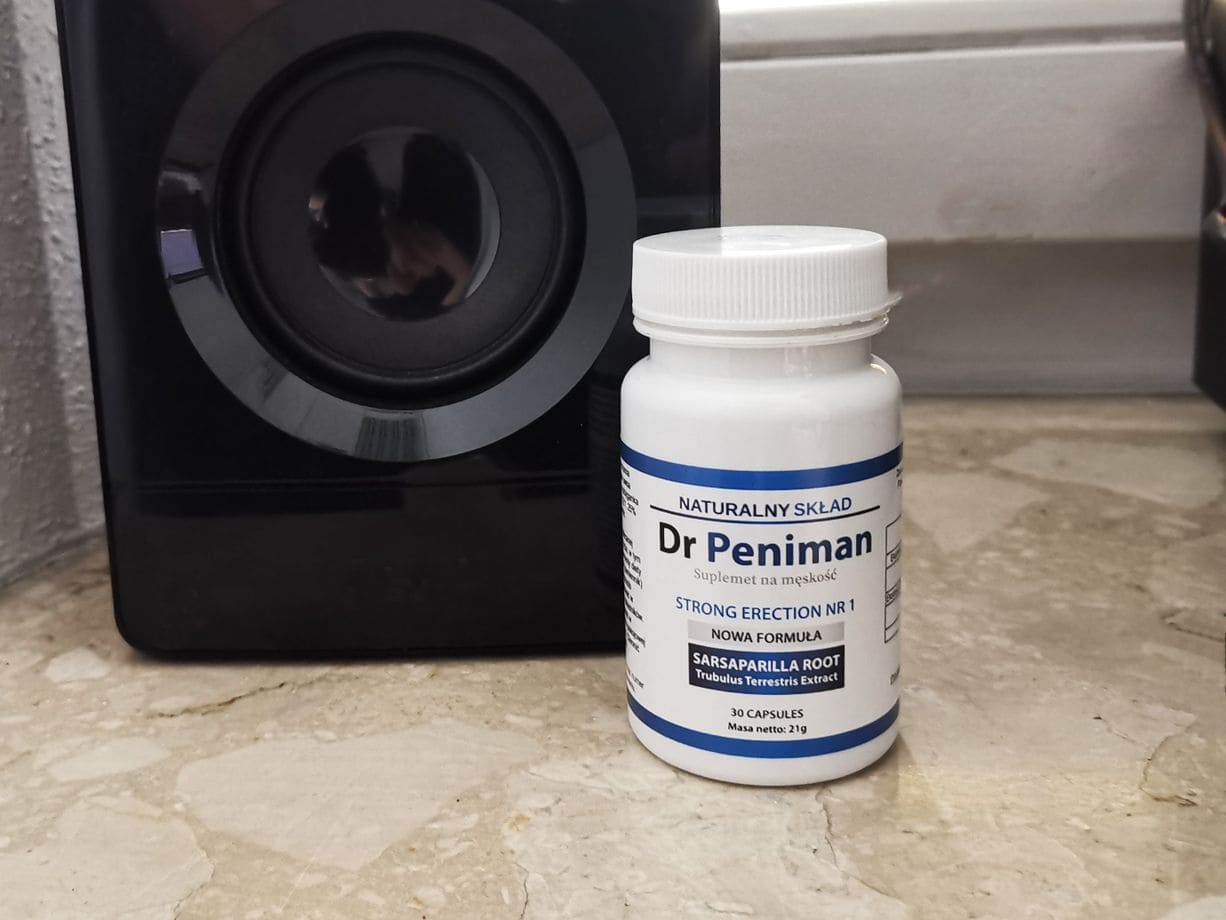 NATURALNY SKŁAD
Dr Peniman
Suplemet na męskość
STRONG ERECTION NR 1
NOWA FORMUŁA
SARSAPARILLA ROOT
Trubulus Terrestris Extract
30 CAPSULES
Masa netto: 21g